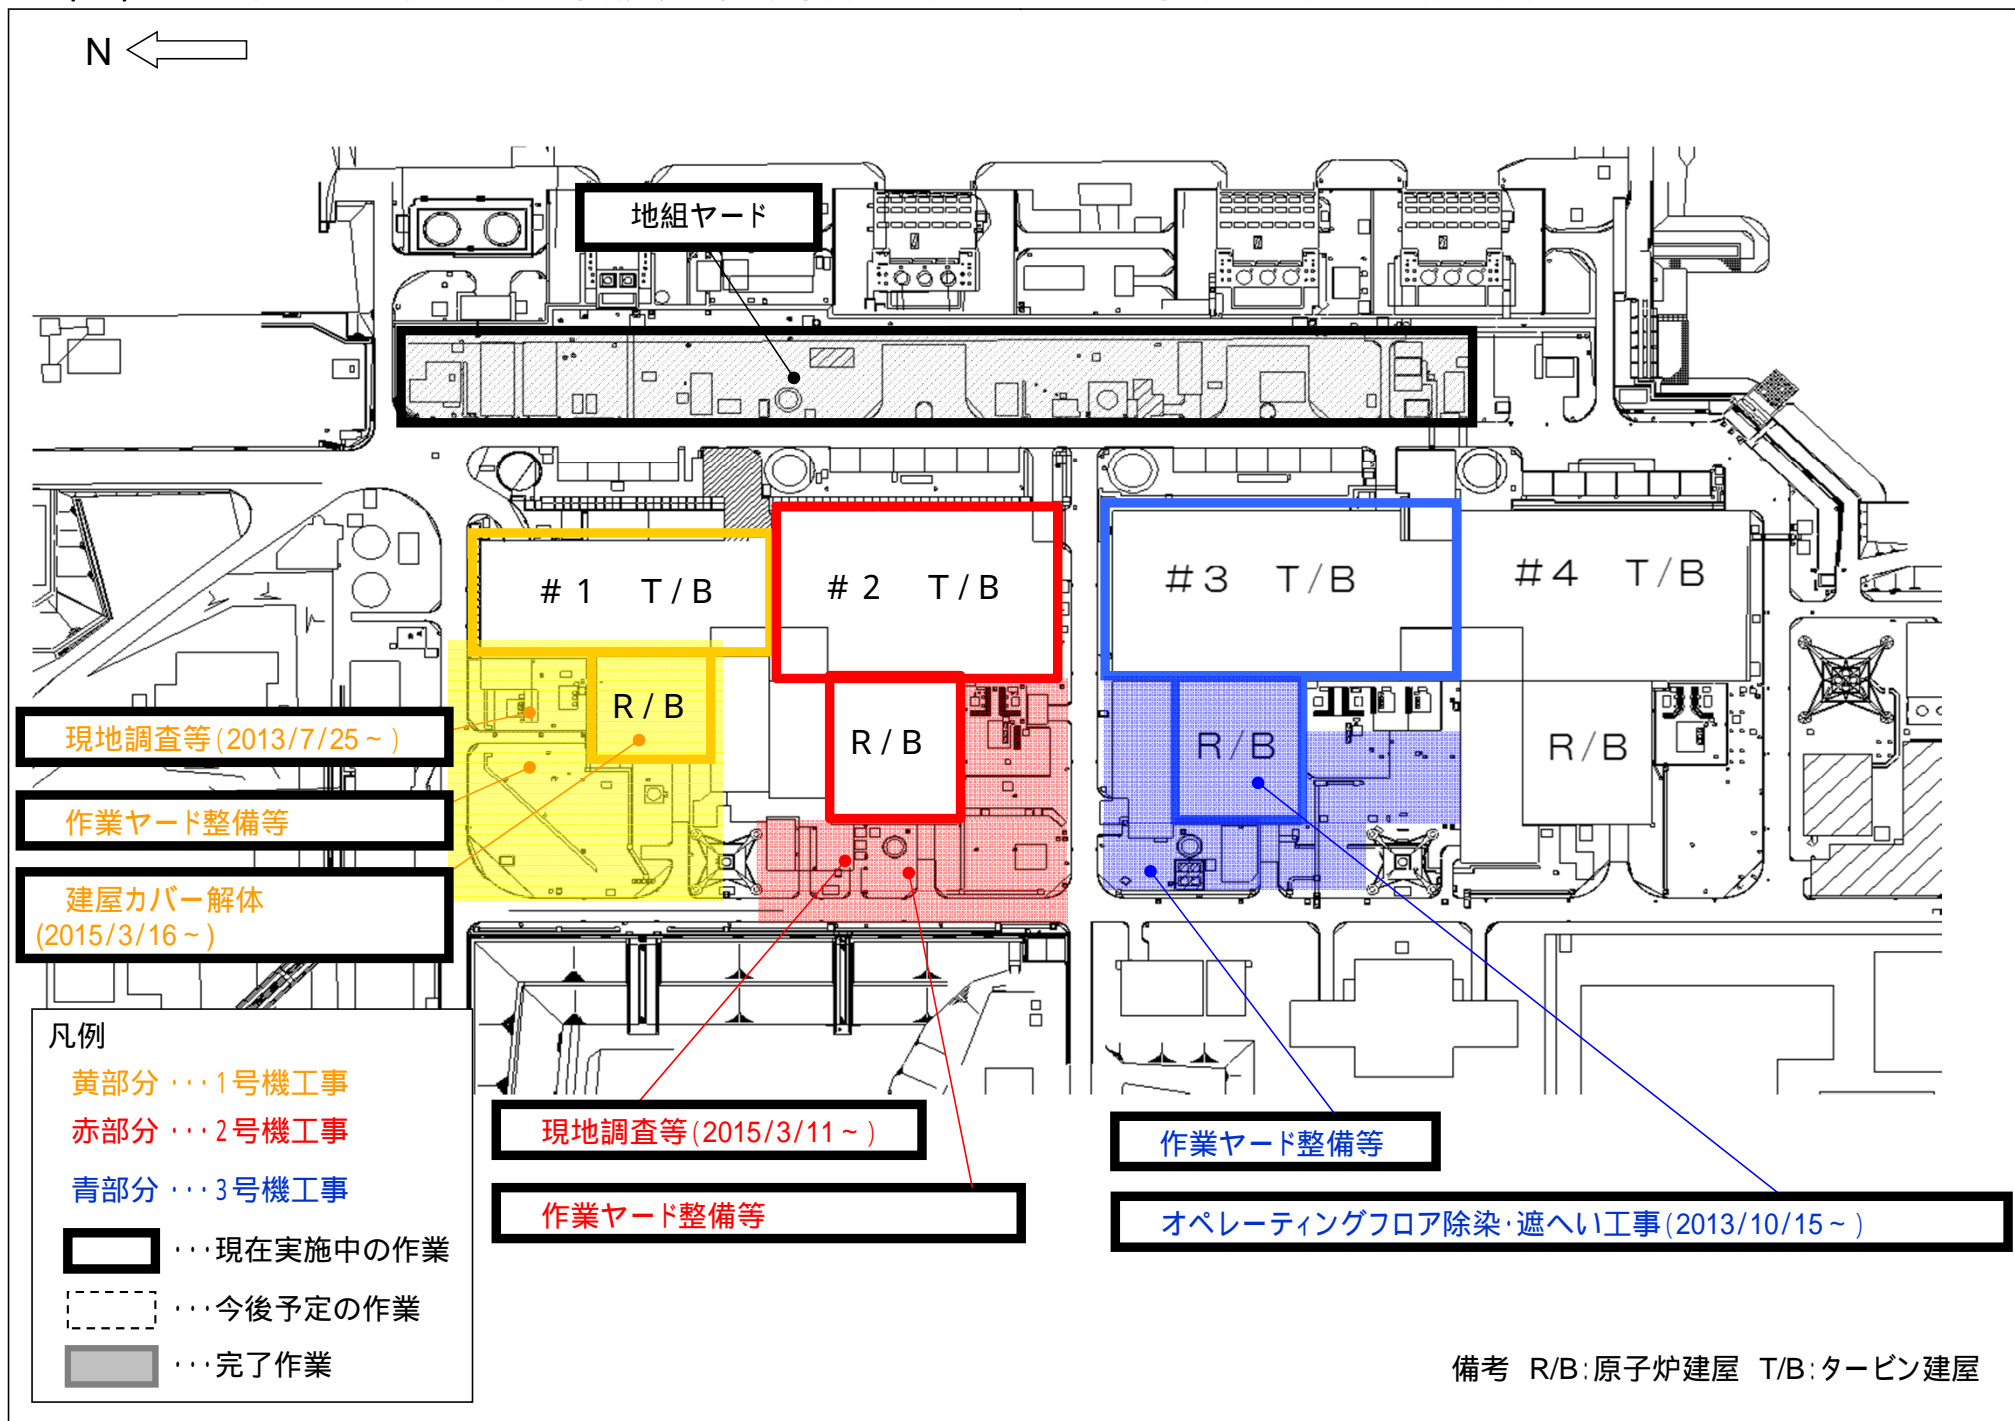 N
地組ヤード
# 1 T / B
# 2 T / B
#3 T/B
#4 T/B
R / B
R / B
R/B
R/B
現地調査等(2013/7/25~)
作業ヤード整備等
建屋カバー解体
(2015/3/16~)
現地調査等(2015/3/11~)
作業ヤード整備等
作業ヤード整備等
オペレーティングフロア除染・遮へい工事(2013/10/15~)
凡例
黄部分 ・・・1号機工事
赤部分 ・・・2号機工事
青部分 ・・・3号機工事
・・・現在実施中の作業
・・・今後予定の作業
・・・完了作業
備考 R/B:原子炉建屋 T/B:タービン建屋